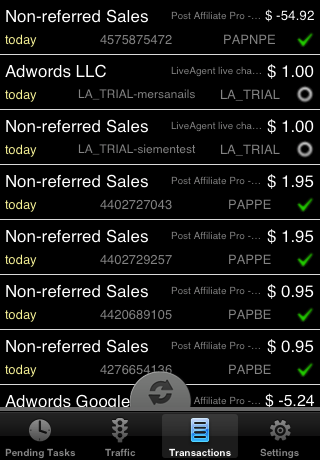 Non-referred Sales Post Affiliate Pro -... $ -54.92
today 4575875472 PAPNPE
Adwords LLC LiveAgent live cha... $ 1.00
today LA_TRIAL-mersanails LA_TRIAL
Non-referred Sales LiveAgent live cha... $ 1.00
today LA_TRIAL-siementest LA_TRIAL
Non-referred Sales Post Affiliate Pro -... $ 1.95
today 4402727043 PAPPE
Non-referred Sales Post Affiliate Pro -... $ 1.95
today 4402729257 PAPPE
Non-referred Sales Post Affiliate Pro -... $ 0.95
today 4420689105 PAPBE
Non-referred Sales Post Affiliate Pro -... $ 0.95
today 4276654136 PAPBE
Adwords Google Post Affiliate Pro -... $ -5.24
Pending Tasks Traffic Transactions Settings